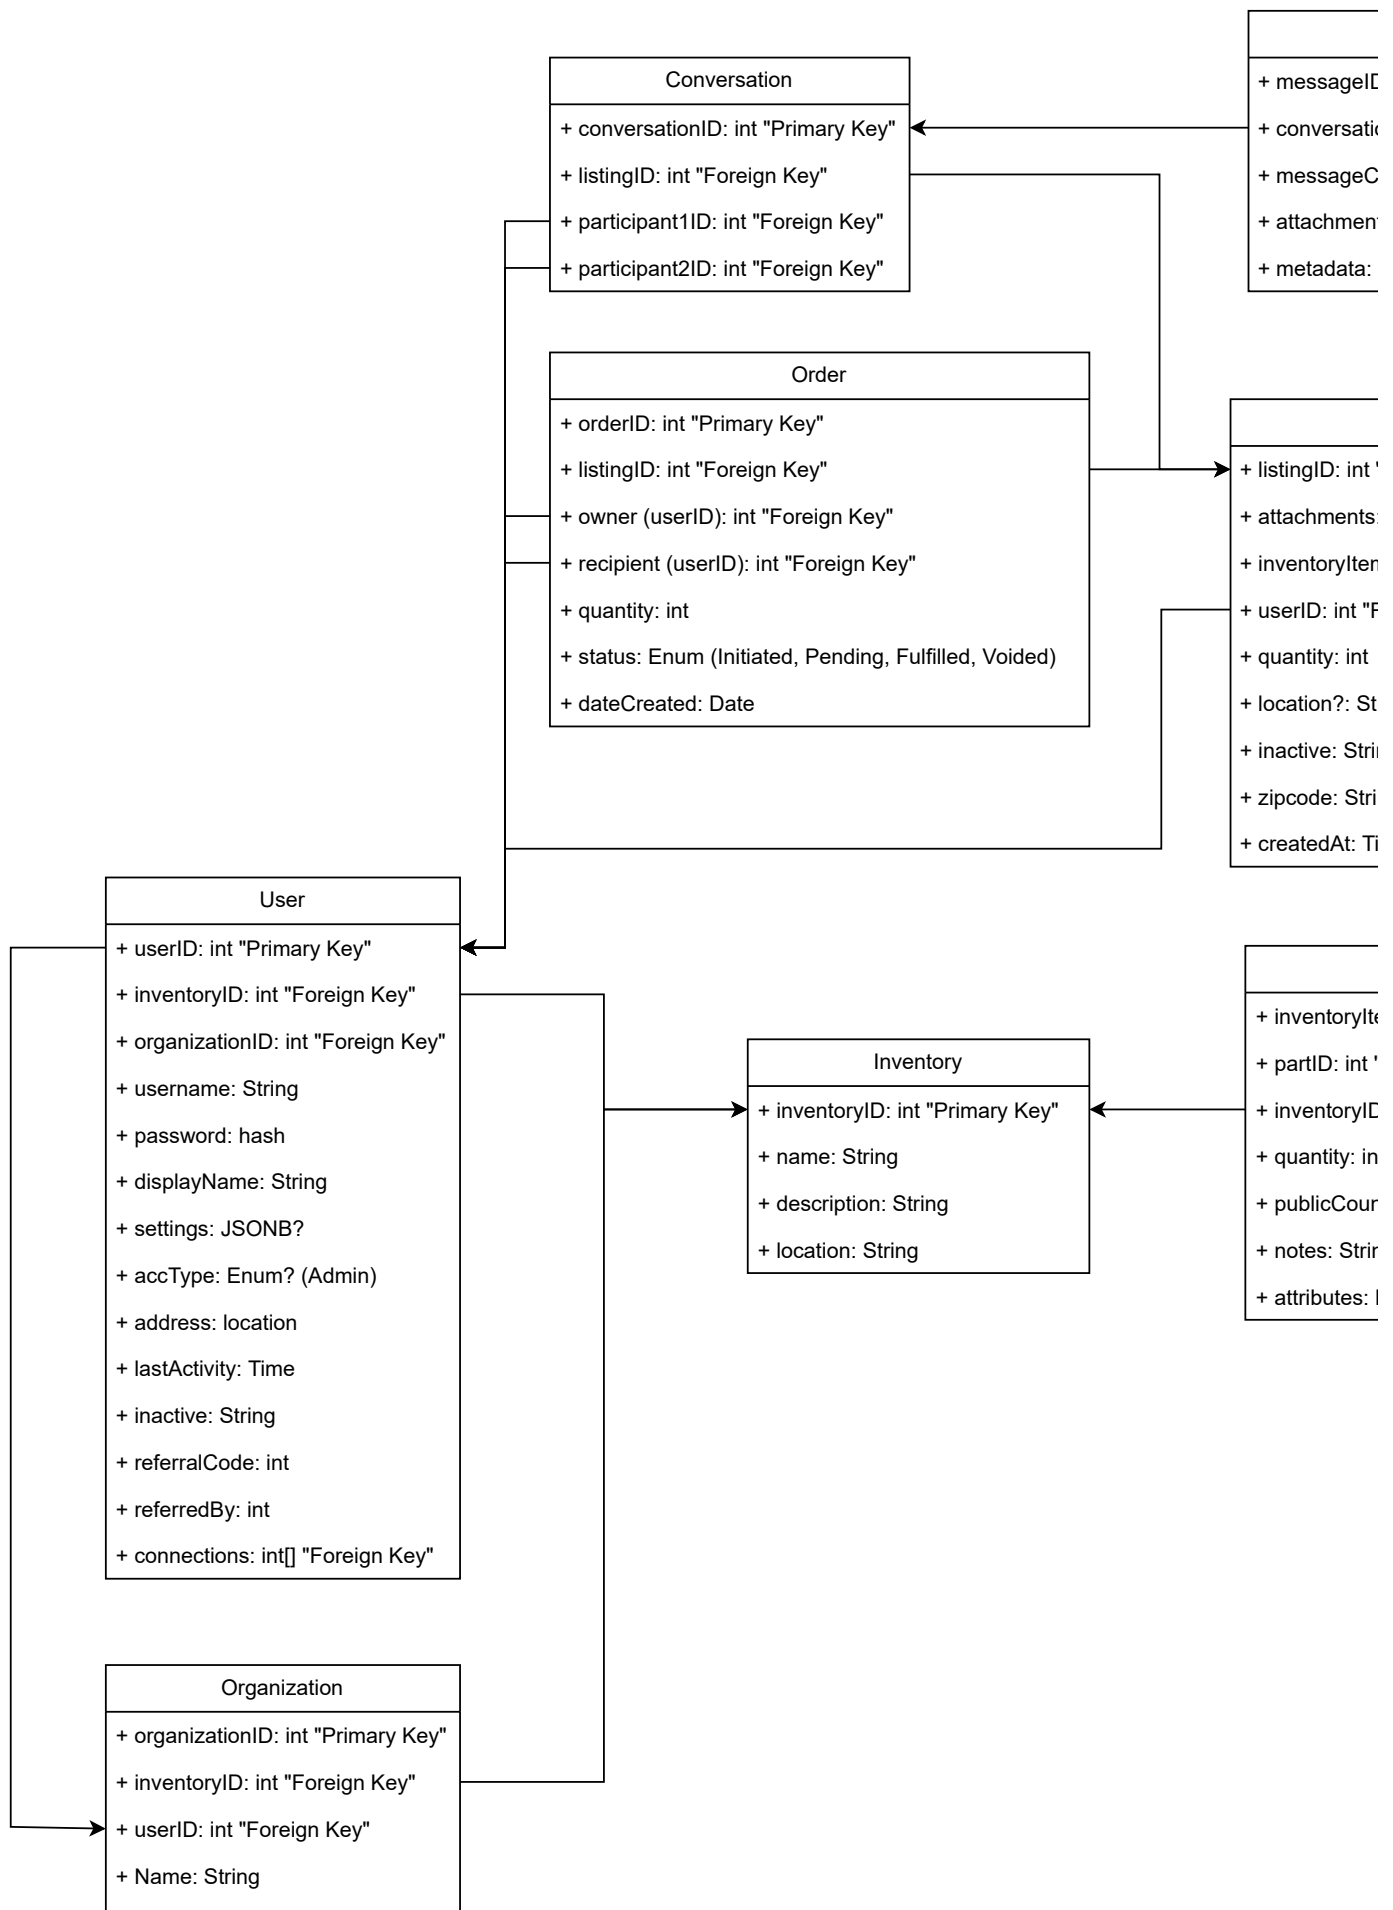 Conversation
+ conversationID: int "Primary Key"
+ listingID: int "Foreign Key"
+ participant1ID: int "Foreign Key"
+ participant2ID: int "Foreign Key"
+ messageID
+ conversatio
+ messageC
+ attachment
+ metadata:
Order
+ orderID: int "Primary Key"
+ listingID: int "Foreign Key"
+ owner (userID): int "Foreign Key"
+ recipient (userID): int "Foreign Key"
+ quantity: int
+ status: Enum (Initiated, Pending, Fulfilled, Voided)
+ dateCreated: Date
+ listingID: int "
+ attachments:
+ inventoryItem
+ userID: int "F
+ quantity: int
+ location?: St
+ inactive: Strin
+ zipcode: Stri
+ createdAt: Ti
User
+ userID: int "Primary Key"
+ inventoryID: int "Foreign Key"
+ organizationID: int "Foreign Key"
+ username: String
+ password: hash
+ displayName: String
+ settings: JSONB?
+ accType: Enum? (Admin)
+ address: location
+ lastActivity: Time
+ inactive: String
+ referralCode: int
+ referredBy: int
+ connections: int[] "Foreign Key"
Inventory
+ inventoryID: int "Primary Key"
+ name: String
+ description: String
+ location: String
+ inventoryIte
+ partID: int "
+ inventoryID
+ quantity: in
+ publicCoun
+ notes: Strin
+ attributes:
Organization
+ organizationID: int "Primary Key"
+ inventoryID: int "Foreign Key"
+ userID: int "Foreign Key"
+ Name: String